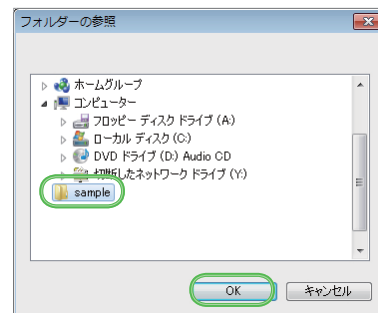 フォルダーの参照
ホームグループ
コンピューター
フロッピー ディスク ドライブ (A:)
ローカル ディスク (C:)
DVD ドライブ (D:) Audio CD
切断したネットワーク ドライブ (Y:)
sample
OK
キャンセル